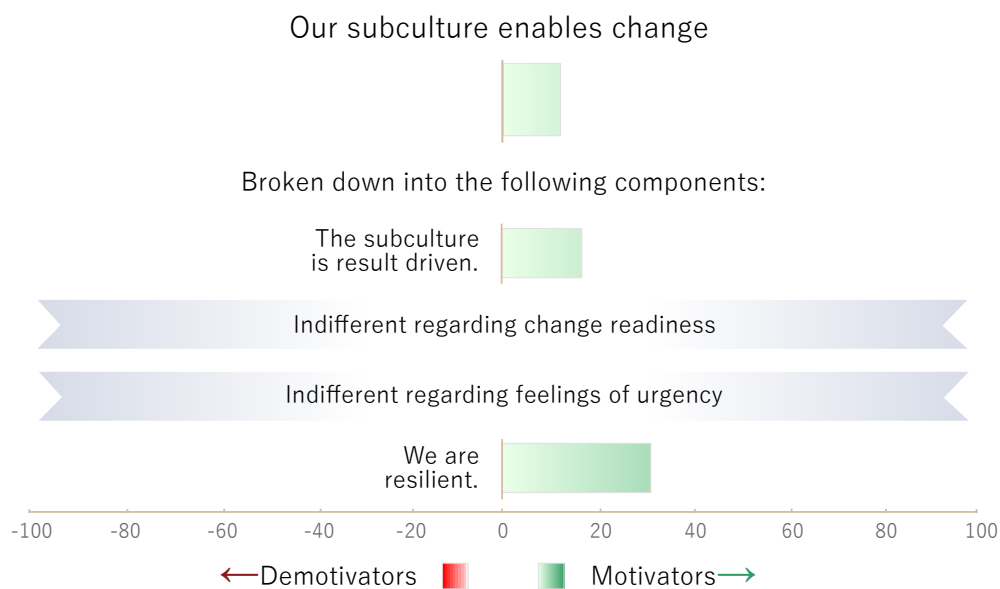 Our subculture enables change
Broken down into the following components:
The subculture
is result driven.
Indifferent regarding change readiness
Indifferent regarding feelings of urgency
We are
resilient.
-100 -80 -60 -40 -20 0 20 40 60 80 100
Demotivators Motivators